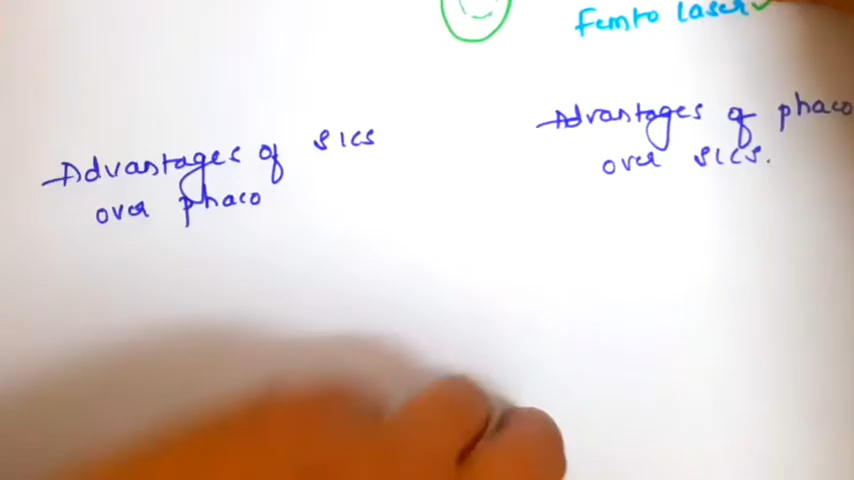 Femto laser
Advantages of SICS
over phaco
Advantages of phaco
over SICS.